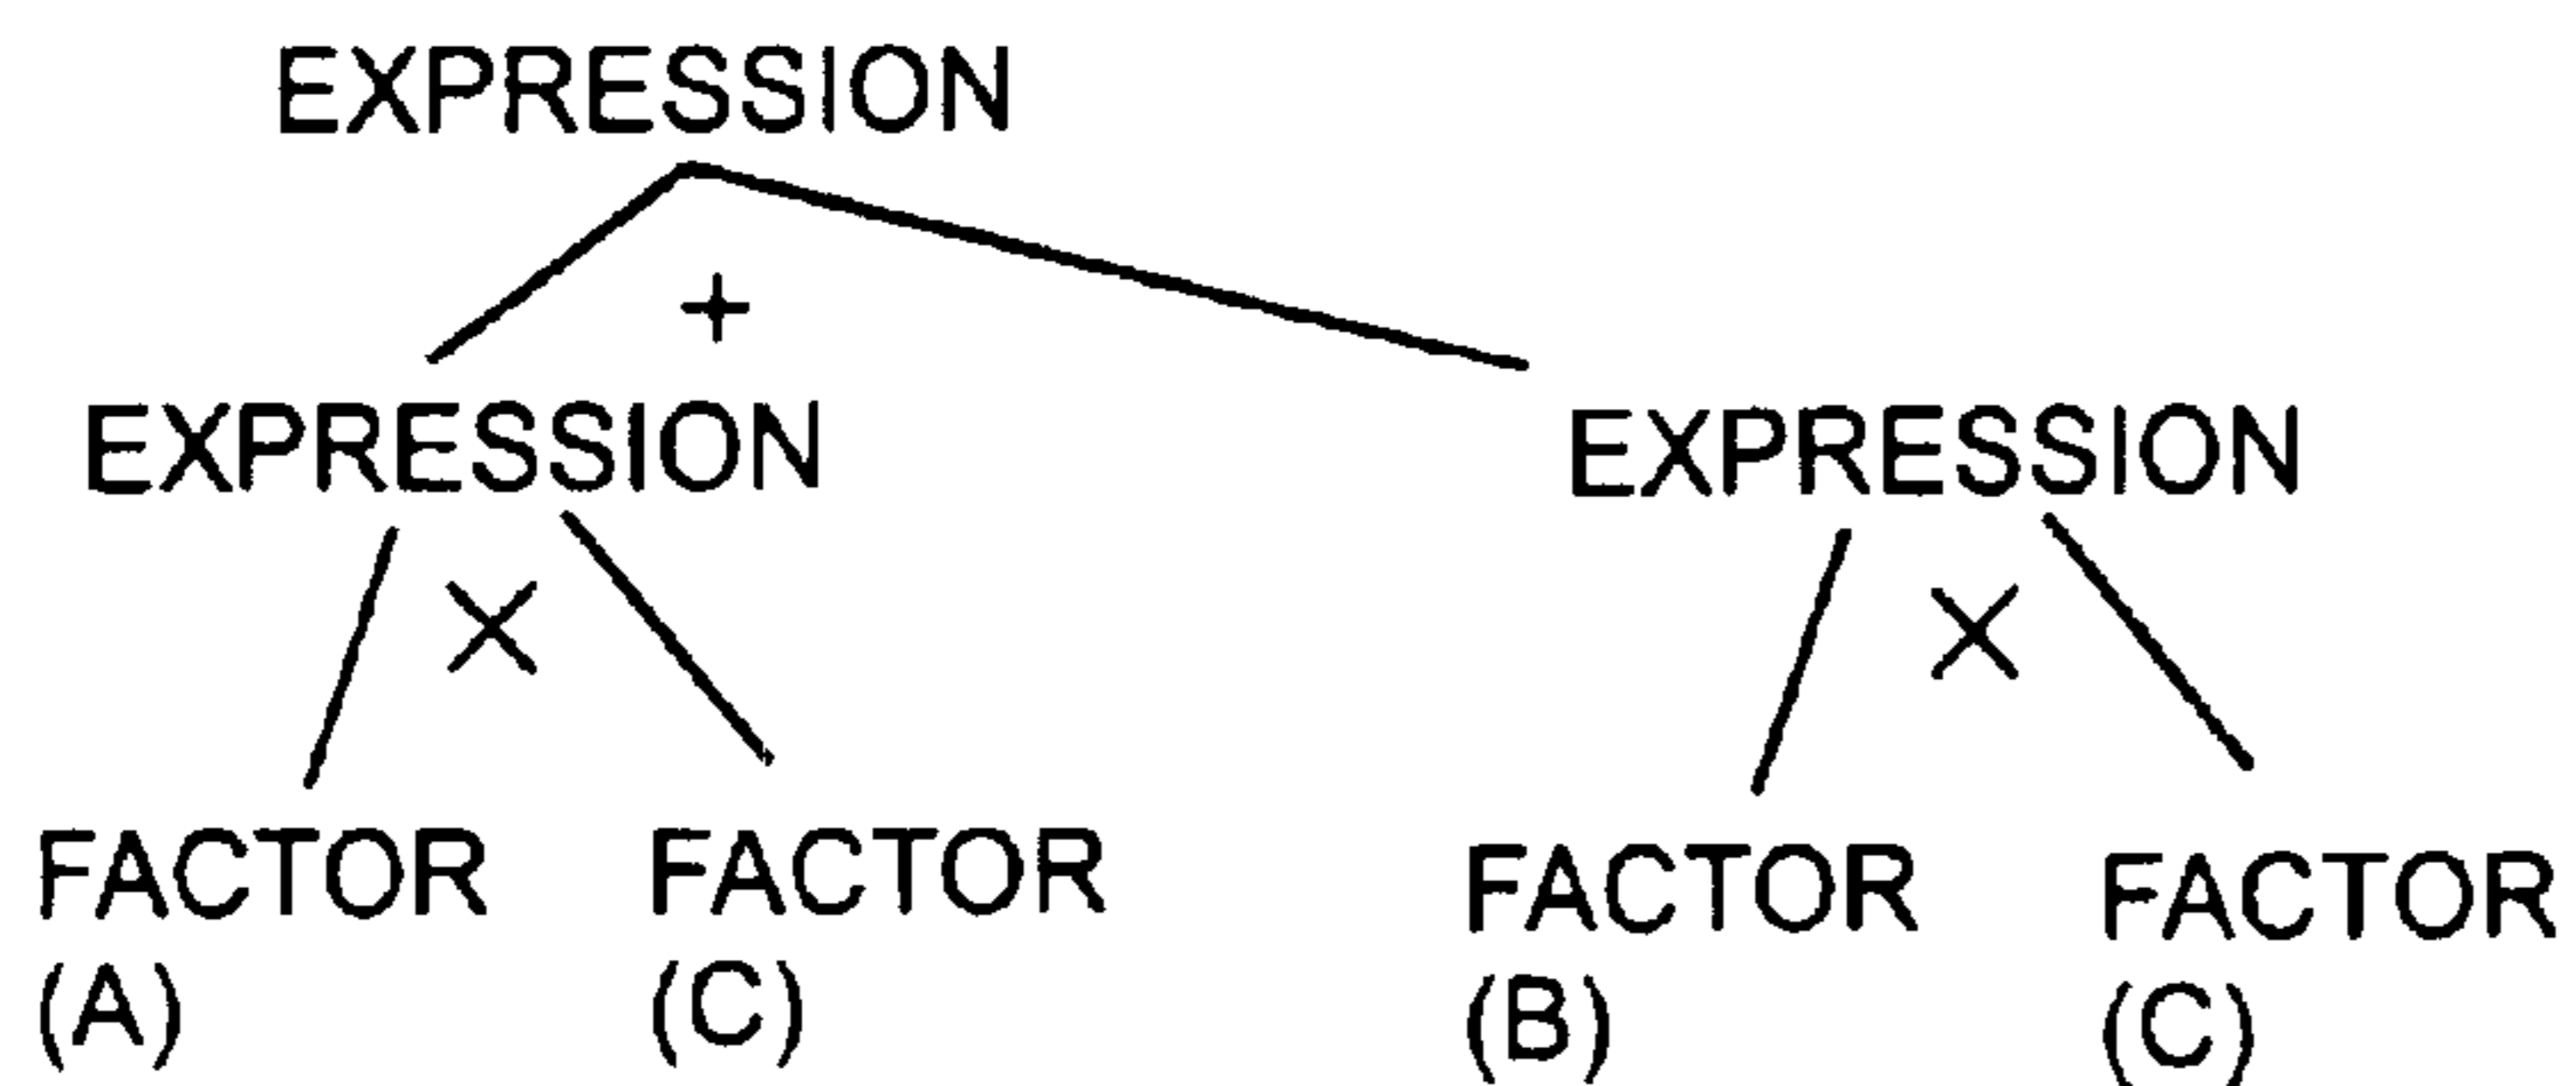 EXPRESSION
+
EXPRESSION EXPRESSION
× ×
FACTOR FACTOR FACTOR FACTOR
(A) (C) (B) (C)